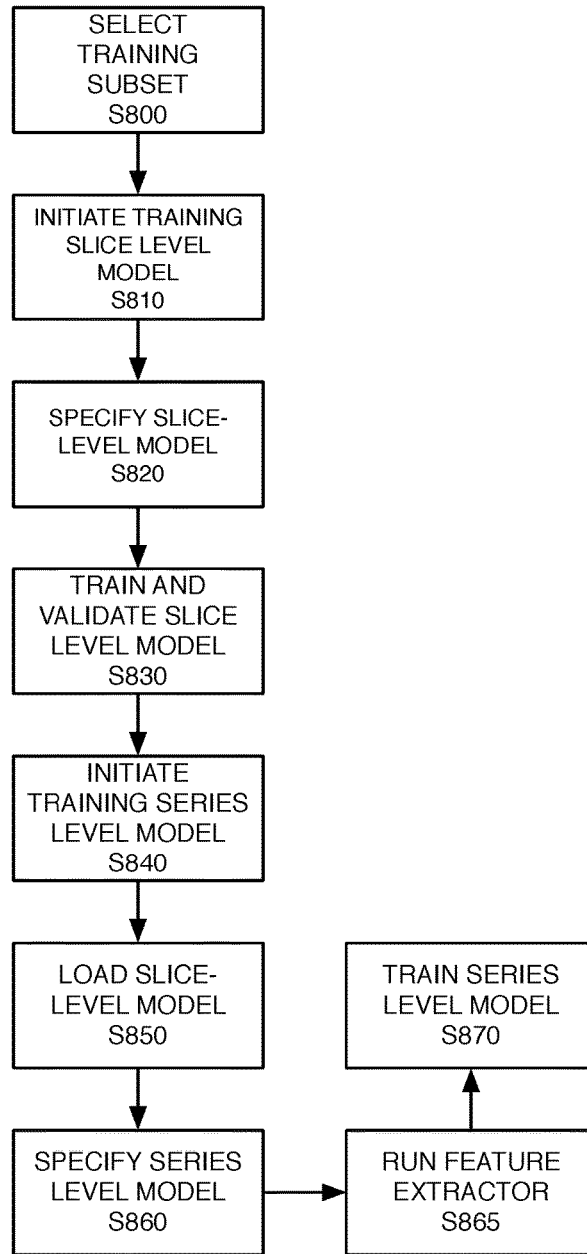 SELECT
TRAINING
SUBSET
S800
INITIATE TRAINING
SLICE LEVEL
MODEL
S810
SPECIFY SLICE-
LEVEL MODEL
S820
TRAIN AND
VALIDATE SLICE
LEVEL MODEL
S830
INITIATE
TRAINING SERIES
LEVEL MODEL
S840
LOAD SLICE-
LEVEL MODEL
S850
SPECIFY SERIES
LEVEL MODEL
S860
RUN FEATURE
EXTRACTOR
S865
TRAIN SERIES
LEVEL MODEL
S870